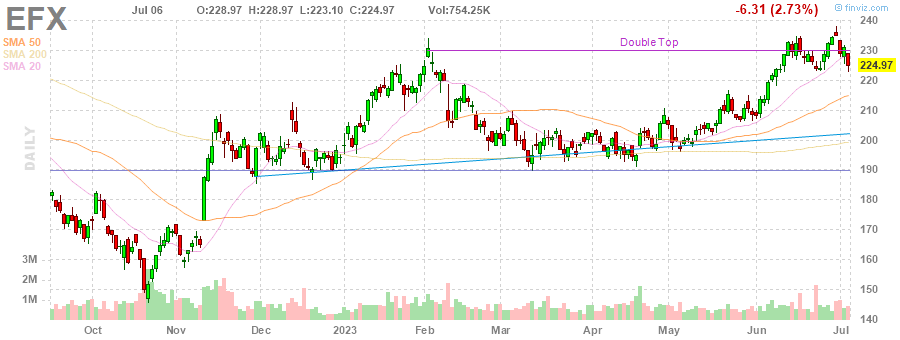 EFX Jul 06 O:228.97 H:228.97 L:223.10 C:224.97 Vol:754.25K -6.31 (2.73%)
© finviz.com
SMA 50
SMA 200
SMA 20
DAILY
Double Top
240
230
224.97
220
210
200
190
180
170
160
150
140
3M
2M
1M
Oct Nov Dec 2023 Feb Mar Apr May Jun Jul